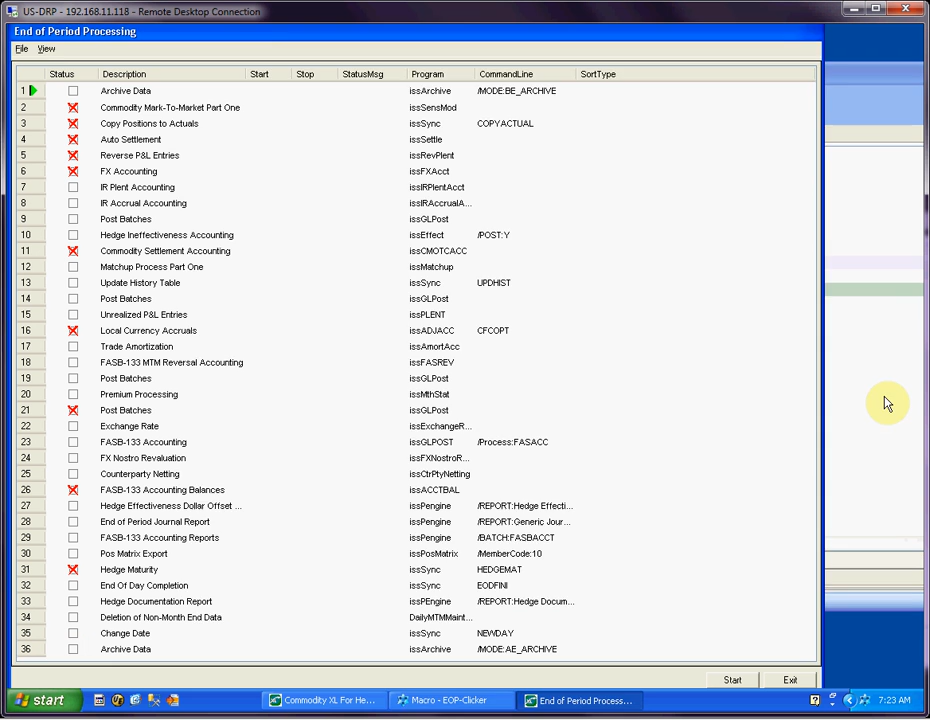 US-DRP - 192.168.11.118 - Remote Desktop Connection
End of Period Processing
File View
Status Description Start Stop StatusMsg Program CommandLine SortType
1 Archive Data issArchive /MODE:BE_ARCHIVE
2 Commodity Mark-To-Market Part One issSensMod
3 Copy Positions to Actuals issSync COPYACTUAL
4 Auto Settlement issSettle
5 Reverse P&L Entries issRevPlent
6 FX Accounting issFXAcct
7 IR Plent Accounting issIRPlentAcct
8 IR Accrual Accounting issIRAccrualA...
9 Post Batches issGLPost
10 Hedge Ineffectiveness Accounting issEffect /POST:Y
11 Commodity Settlement Accounting issCMOTCACC
12 Matchup Process Part One issMatchup
13 Update History Table issSync UPDHIST
14 Post Batches issGLPost
15 Unrealized P&L Entries issPLENT
16 Local Currency Accruals issADJACC CFCOPT
17 Trade Amortization issAmortAcc
18 FASB-133 MTM Reversal Accounting issFASREV
19 Post Batches issGLPost
20 Premium Processing issMthStat
21 Post Batches issGLPost
22 Exchange Rate issExchangeR...
23 FASB-133 Accounting issGLPOST /Process:FASACC
24 FX Nostro Revaluation issFXNostroR...
25 Counterparty Netting issCtrPtyNetting
26 FASB-133 Accounting Balances issACCTBAL
27 Hedge Effectiveness Dollar Offset ... issPengine /REPORT:Hedge Effecti...
28 End of Period Journal Report issPengine /REPORT:Generic Jour...
29 FASB-133 Accounting Reports issPengine /BATCH:FASBACCT
30 Pos Matrix Export issPosMatrix /MemberCode:10
31 Hedge Maturity issSync HEDGEMAT
32 End Of Day Completion issSync EODFINI
33 Hedge Documentation Report issPEngine /REPORT:Hedge Docum...
34 Deletion of Non-Month End Data DailyMTMMaint...
35 Change Date issSync NEWDAY
36 Archive Data issArchive /MODE:AE_ARCHIVE
Start Exit
start Commodity XL For He... Macro - EOP-Clicker End of Period Process... 7:23 AM